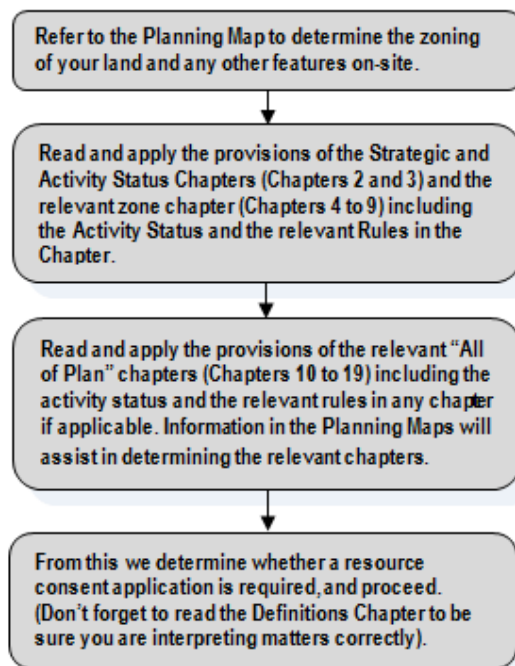 Refer to the Planning Map to determine the zoning
of your land and any other features on-site.
Read and apply the provisions of the Strategic and
Activity Status Chapters (Chapters 2 and 3) and the
relevant zone chapter (Chapters 4 to 9) including
the Activity Status and the relevant Rules in the
Chapter.
Read and apply the provisions of the relevant “All
of Plan” chapters (Chapters 10 to 19) including the
activity status and the relevant rules in any chapter
if applicable. Information in the Planning Maps will
assist in determining the relevant chapters.
From this we determine whether a resource
consent application is required, and proceed.
(Don’t forget to read the Definitions Chapter to be
sure you are interpreting matters correctly).